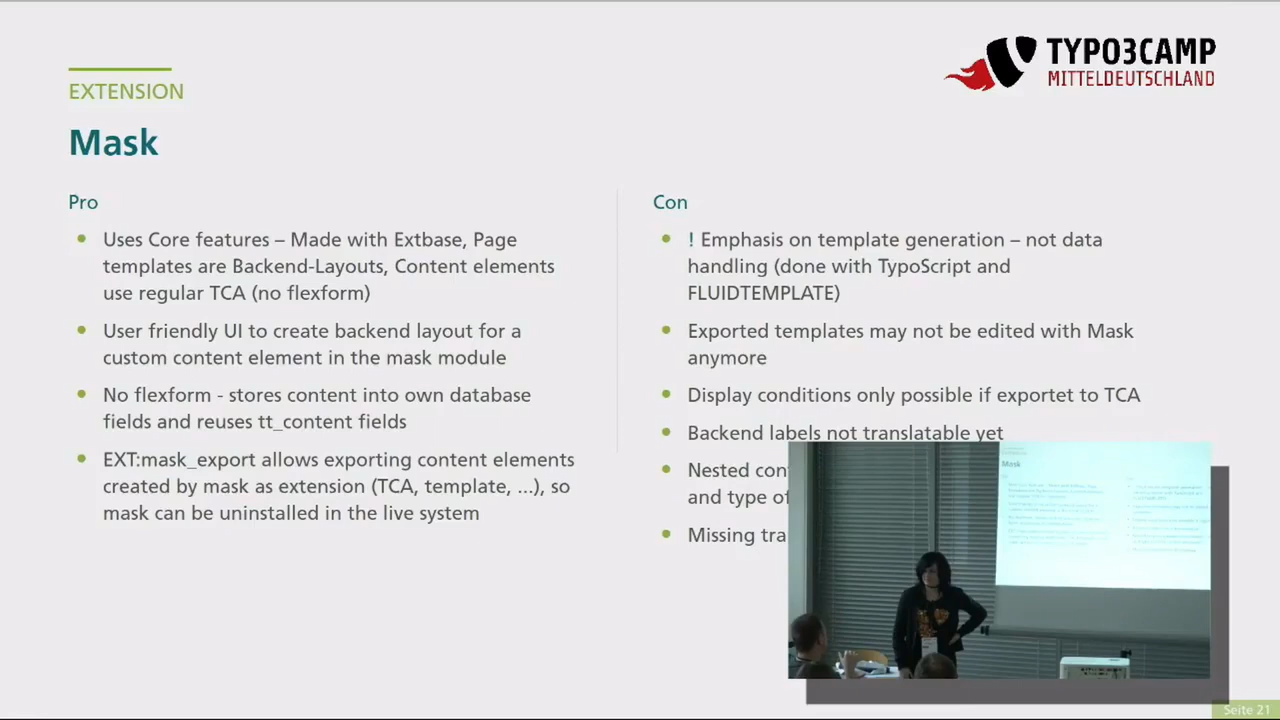 TYPO3CAMP
MITTELDEUTSCHLAND
EXTENSION
Mask
Pro
Uses Core features – Made with Extbase, Page
templates are Backend-Layouts, Content elements
use regular TCA (no flexform)
User friendly UI to create backend layout for a
custom content element in the mask module
No flexform - stores content into own database
fields and reuses tt_content fields
EXT:mask_export allows exporting content elements
created by mask as extension (TCA, template, ...), so
mask can be uninstalled in the live system
Con
! Emphasis on template generation – not data
handling (done with TypoScript and
FLUIDTEMPLATE)
Exported templates may not be edited with Mask
anymore
Display conditions only possible if exportet to TCA
Backend labels not translatable yet
Nested
and type
Missing
Mask
Seite 21